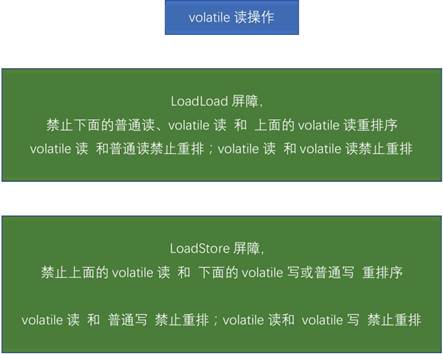 volatile 读操作
LoadLoad 屏障，
禁止下面的普通读、volatile 读 和 上面的 volatile 读重排序
volatile 读 和普通读禁止重排；volatile 读 和 volatile 读禁止重排
LoadStore 屏障，
禁止上面的 volatile 读 和 下面的 volatile 写或普通写 重排序
volatile 读 和 普通写 禁止重排；volatile 读和 volatile 写 禁止重排